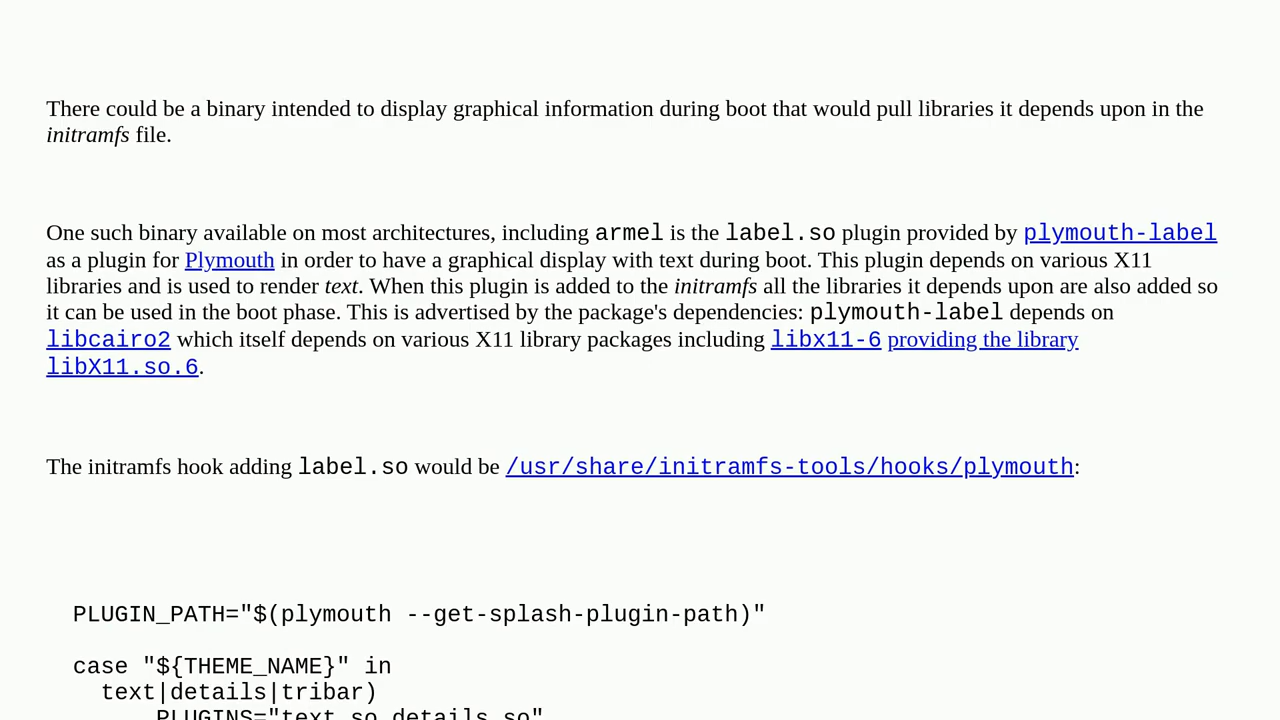 There could be a binary intended to display graphical information during boot that would pull libraries it depends upon in the
initramfs file.
One such binary available on most architectures, including armel is the label.so plugin provided by plymouth-label
as a plugin for Plymouth in order to have a graphical display with text during boot. This plugin depends on various X11
libraries and is used to render text. When this plugin is added to the initramfs all the libraries it depends upon are also added so
it can be used in the boot phase. This is advertised by the package's dependencies: plymouth-label depends on
libcairo2 which itself depends on various X11 library packages including libx11-6 providing the library
libX11.so.6.
The initramfs hook adding label.so would be /usr/share/initramfs-tools/hooks/plymouth:
PLUGIN_PATH="$(plymouth --get-splash-plugin-path)"
case "${THEME_NAME}" in
  text|details|tribar)
      PLUGINS="text.so details.so"